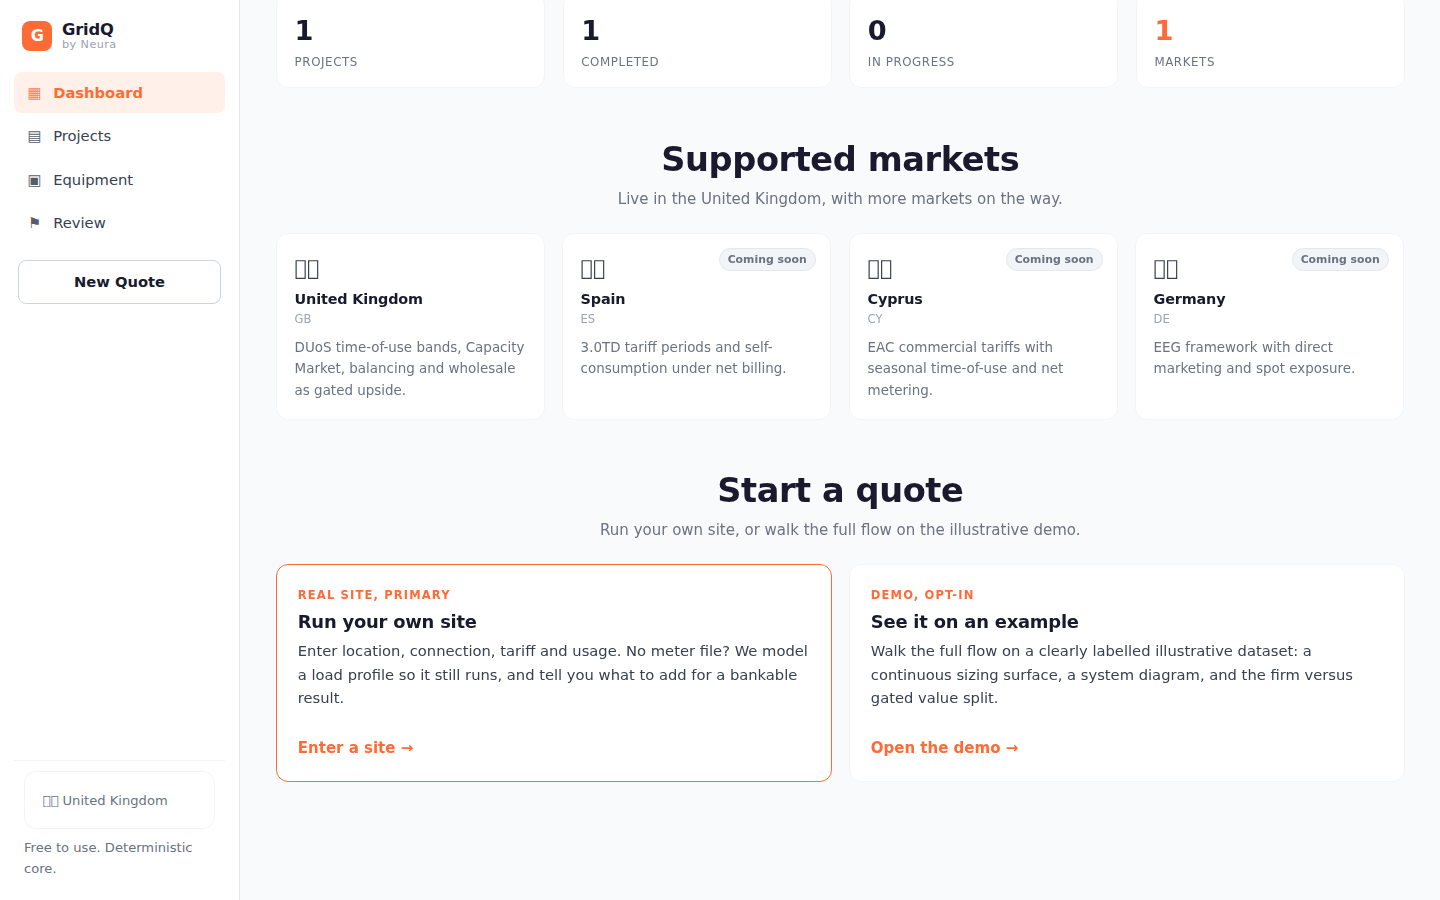 G
GridQ
by Neura
Dashboard
Projects
Equipment
Review
New Quote
United Kingdom
Free to use. Deterministic
core.
1
PROJECTS
1
COMPLETED
0
IN PROGRESS
1
MARKETS
Supported markets
Live in the United Kingdom, with more markets on the way.
United Kingdom
GB
DUoS time-of-use bands, Capacity
Market, balancing and wholesale
as gated upside.
Coming soon
Spain
ES
3.0TD tariff periods and self-
consumption under net billing.
Coming soon
Cyprus
CY
EAC commercial tariffs with
seasonal time-of-use and net
metering.
Coming soon
Germany
DE
EEG framework with direct
marketing and spot exposure.
Start a quote
Run your own site, or walk the full flow on the illustrative demo.
REAL SITE, PRIMARY
Run your own site
Enter location, connection, tariff and usage. No meter file? We model
a load profile so it still runs, and tell you what to add for a bankable
result.
Enter a site →
DEMO, OPT-IN
See it on an example
Walk the full flow on a clearly labelled illustrative dataset: a
continuous sizing surface, a system diagram, and the firm versus
gated value split.
Open the demo →